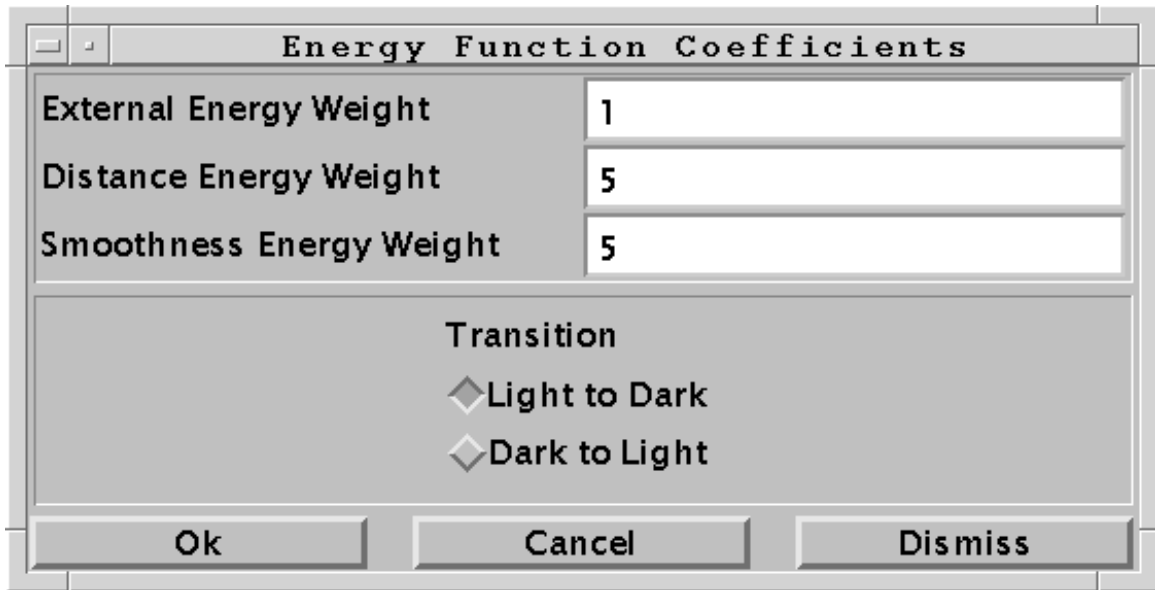 Energy Function Coefficients
External Energy Weight 1
Distance Energy Weight 5
Smoothness Energy Weight 5
Transition
Light to Dark
Dark to Light
Ok Cancel Dismiss